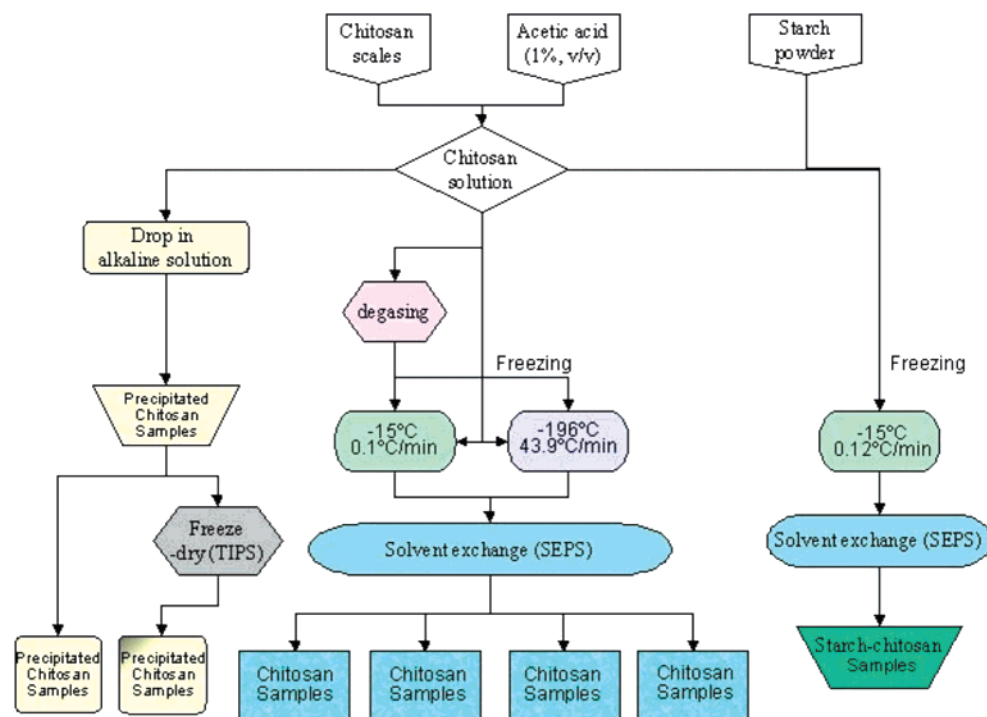 Chitosan
scales
Acetic acid
(1%, v/v)
Starch
powder
Chitosan
solution
Drop in
alkaline solution
degasing
Freezing
Freezing
Precipitated
Chitosan
Samples
-15°C
0.1°C/min
-196°C
43.9°C/min
-15°C
0.12°C/min
Freeze
-dry(TIPS)
Solvent exchange (SEPS)
Solvent exchange (SEPS)
Precipitated
Chitosan
Samples
Precipitated
Chitosan
Samples
Chitosan
Samples
Chitosan
Samples
Chitosan
Samples
Chitosan
Samples
Starch-chitosan
Samples